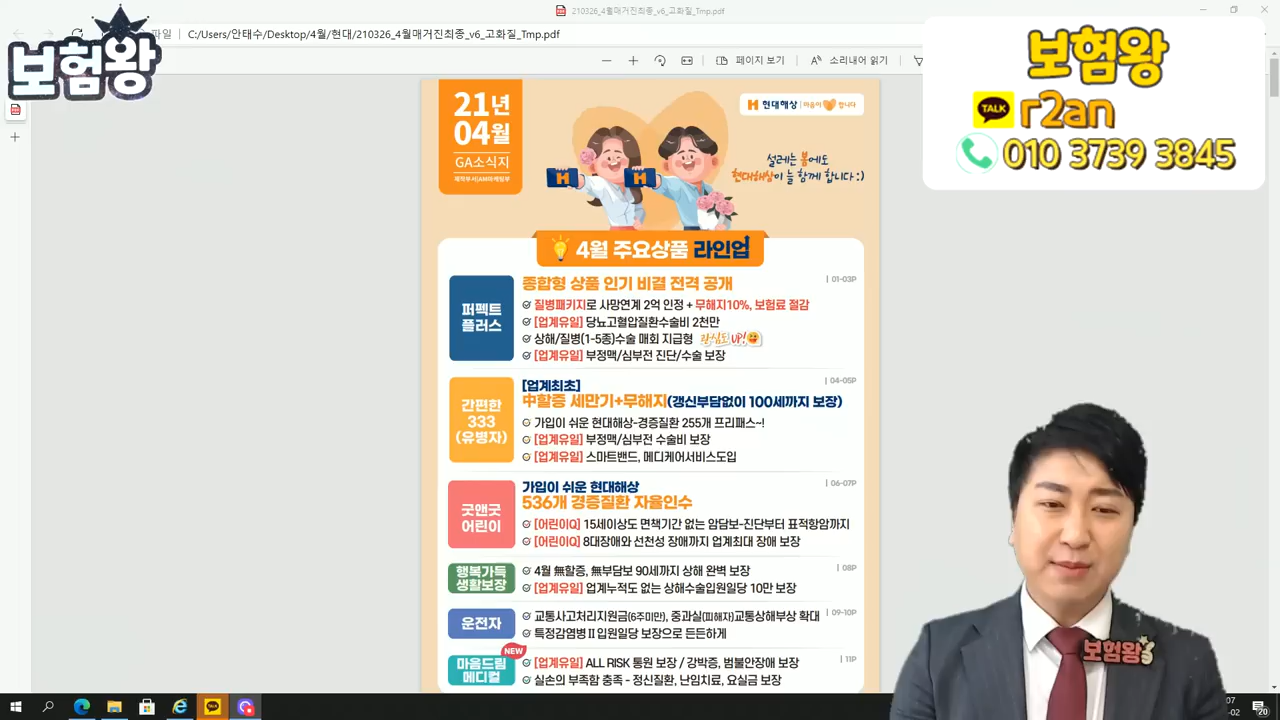 210326_4월매거진최종_v6_고화질_Tmp.pdf
파일
C:/Users/안태수/Desktop/4월/현대/210326_4월매거진최종_v6_고화질_Tmp.pdf
보험왕
보험왕
TALK
r2an
010 3739 3845
페이지 보기
소리내어 읽기
21년
04월
GA소식지
현대해상
마음이 합니다
설레는 봄에도
현대해상이 늘 함께 합니다 :)
H
H
4월 주요상품 라인업
퍼펙트
플러스
종합형 상품 인기 비결 전격 공개
01-03P
질병패키지로 사망연계 2억 인정 + 무해지10%, 보험료 절감
[업계유일] 당뇨고혈압질환수술비 2천만
상해/질병(1-5종)수술 매회 지급형 관심도 UP!
[업계유일] 부정맥/심부전 진단/수술 보장
간편한
333
(유병자)
[업계최초]
04-05P
中할증 세만기+무해지(갱신부담없이 100세까지 보장)
가입이 쉬운 현대해상-경증질환 255개 프리패스~!
[업계유일] 부정맥/심부전 수술비 보장
[업계유일] 스마트밴드, 메디케어서비스도입
굿앤굿
어린이
가입이 쉬운 현대해상
06-07P
536개 경증질환 자율인수
[어린이Q] 15세이상도 면책기간 없는 암담보-진단부터 표적항암까지
[어린이Q] 8대장애와 선천성 장애까지 업계최대 장애 보장
행복가득
생활보장
4월 無할증, 無부담보 90세까지 상해 완벽 보장
08P
[업계유일] 업계누적도 없는 상해수술입원일당 10만 보장
운전자
교통사고처리지원금(6주미만), 중과실(피해자)교통상해부상 확대
09-10P
특정감염병 II 입원일당 보장으로 든든하게
NEW
마음드림
메디컬
[업계유일] ALL RISK 통원 보장 / 강박증, 범불안장애 보장
11P
실손의 부족함 충족 - 정신질환, 난임치료, 요실금 보장
보험왕
TALK
07
-02
20